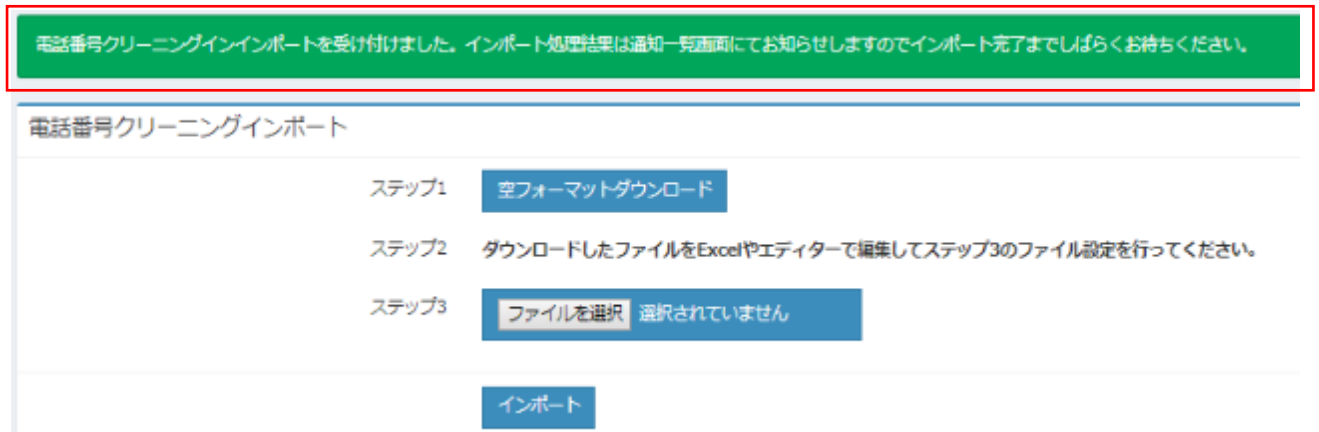 電話番号クリーニングインインポートを受け付けました。インポート処理結果は通知一覧画面にてお知らせしますのでインポート完了までしばらくお待ちください。
電話番号クリーニングインポート
ステップ1 空フォーマットダウンロード
ステップ2 ダウンロードしたファイルをExcelやエディターで編集してステップ3のファイル設定を行ってください。
ステップ3 ファイルを選択 選択されていません
インポート